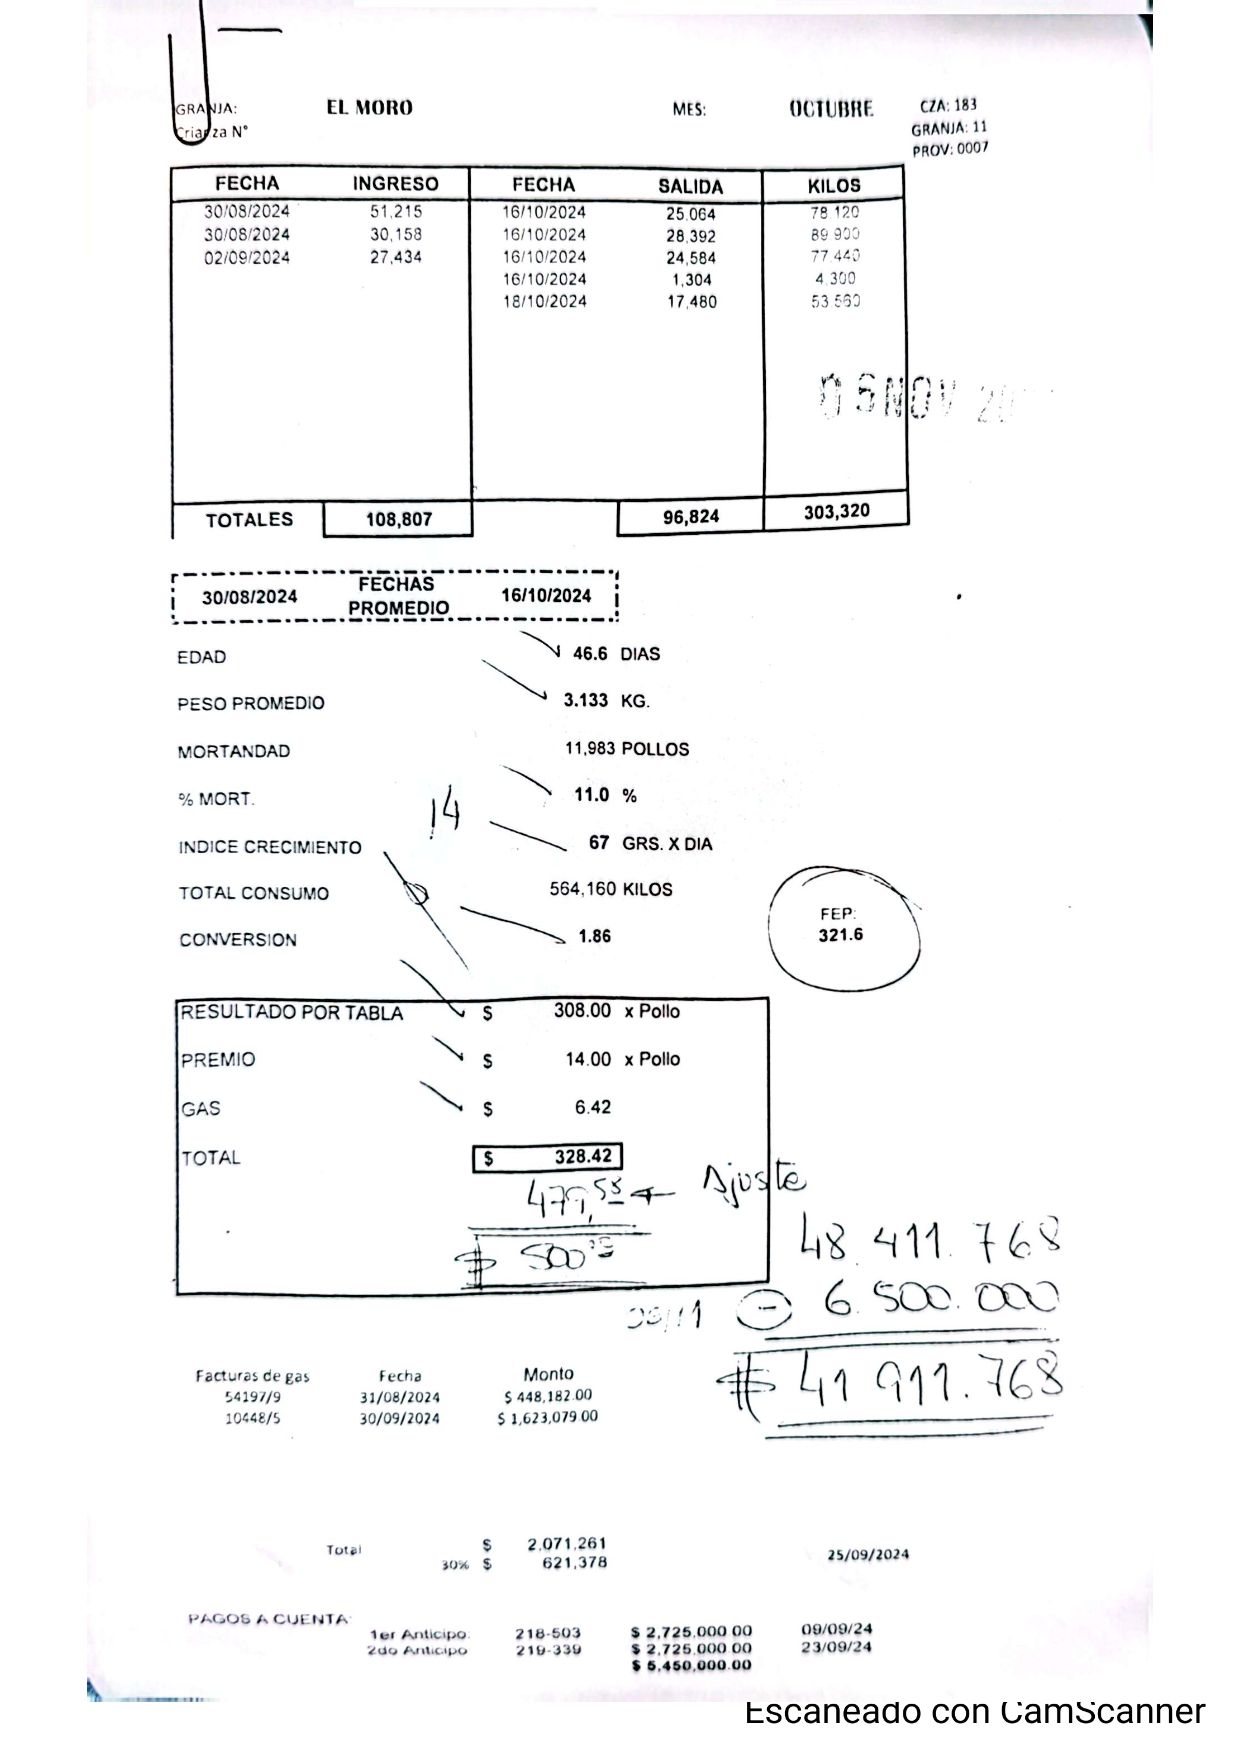 GRANJA: EL MORO MES: OCTUBRE CZA: 183
Crianza N° GRANJA: 11
PROV: 0007
FECHA INGRESO FECHA SALIDA KILOS
30/08/2024 51,215 16/10/2024 25,064 78.120
30/08/2024 30,158 16/10/2024 28,392 89.900
02/09/2024 27,434 16/10/2024 24,584 77.440
16/10/2024 1,304 4.300
18/10/2024 17,480 53.560
05 NOV
TOTALES 108,807 96,824 303,320
30/08/2024 FECHAS PROMEDIO 16/10/2024
EDAD 46.6 DIAS
PESO PROMEDIO 3.133 KG.
MORTANDAD 11,983 POLLOS
% MORT. 11.0 %
14
INDICE CRECIMIENTO 67 GRS. X DIA
TOTAL CONSUMO 564,160 KILOS
FEP:
CONVERSION 1.86 321.6
RESULTADO POR TABLA $ 308.00 x Pollo
PREMIO $ 14.00 x Pollo
GAS $ 6.42
TOTAL $ 328.42
479,58 ← Ajuste
$ 500
48.411.768
- 6.500.000
$ 41.911.768
Facturas de gas Fecha Monto
54197/9 31/08/2024 $ 448,182.00
10448/5 30/09/2024 $ 1,623,079.00
Total $ 2,071,261
30% $ 621,378 25/09/2024
PAGOS A CUENTA:
1er Anticipo: 218-503 $ 2,725,000.00 09/09/24
2do Anticipo 219-339 $ 2,725,000.00 23/09/24
$ 5,450,000.00
Escaneado con CamScanner